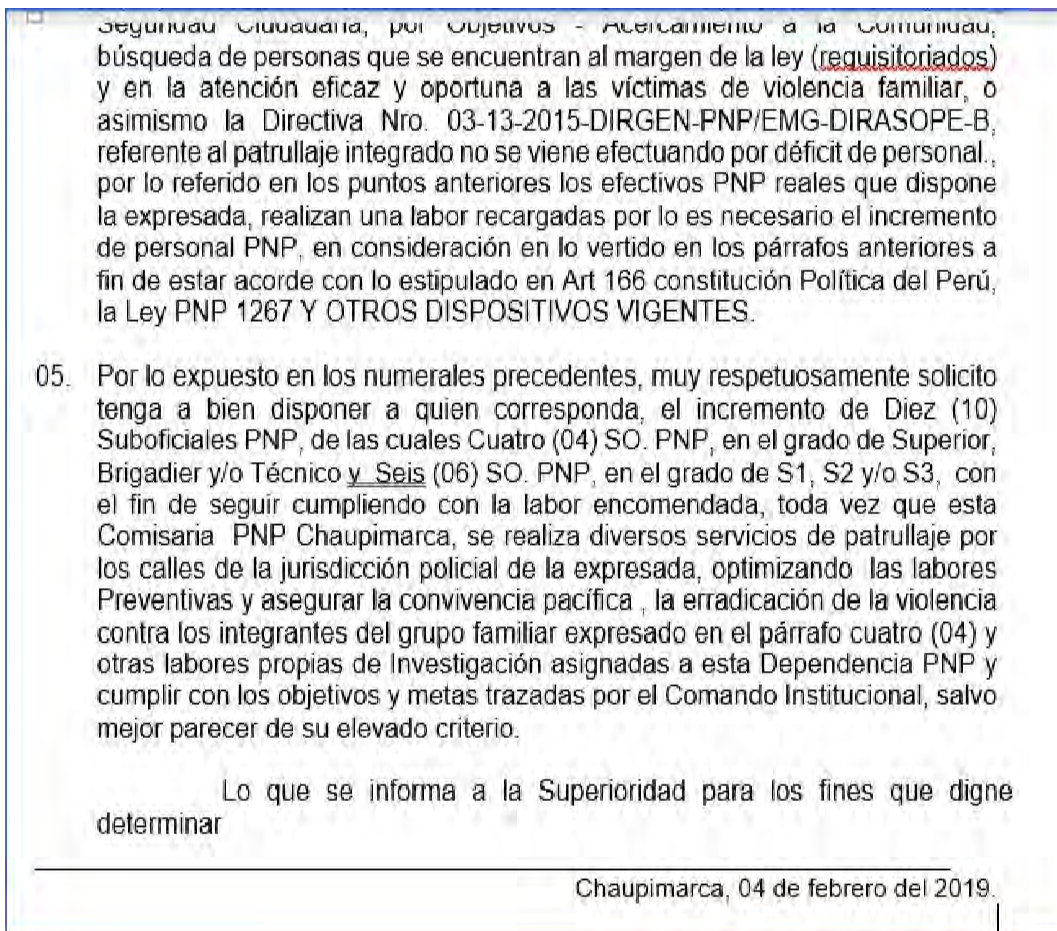 Seguridad Ciudadana, por Objetivos - Acercamiento a la Comunidad,
búsqueda de personas que se encuentran al margen de la ley (requisitoriados)
y en la atención eficaz y oportuna a las víctimas de violencia familiar, o
asimismo la Directiva Nro. 03-13-2015-DIRGEN-PNP/EMG-DIRASOPE-B,
referente al patrullaje integrado no se viene efectuando por déficit de personal.,
por lo referido en los puntos anteriores los efectivos PNP reales que dispone
la expresada, realizan una labor recargadas por lo es necesario el incremento
de personal PNP, en consideración en lo vertido en los párrafos anteriores a
fin de estar acorde con lo estipulado en Art 166 constitución Política del Perú,
la Ley PNP 1267 Y OTROS DISPOSITIVOS VIGENTES.
05. Por lo expuesto en los numerales precedentes, muy respetuosamente solicito
tenga a bien disponer a quien corresponda, el incremento de Diez (10)
Suboficiales PNP, de las cuales Cuatro (04) SO. PNP, en el grado de Superior,
Brigadier y/o Técnico y Seis (06) SO. PNP, en el grado de S1, S2 y/o S3, con
el fin de seguir cumpliendo con la labor encomendada, toda vez que esta
Comisaria PNP Chaupimarca, se realiza diversos servicios de patrullaje por
los calles de la jurisdicción policial de la expresada, optimizando las labores
Preventivas y asegurar la convivencia pacífica , la erradicación de la violencia
contra los integrantes del grupo familiar expresado en el párrafo cuatro (04) y
otras labores propias de Investigación asignadas a esta Dependencia PNP y
cumplir con los objetivos y metas trazadas por el Comando Institucional, salvo
mejor parecer de su elevado criterio.
Lo que se informa a la Superioridad para los fines que digne
determinar
Chaupimarca, 04 de febrero del 2019.